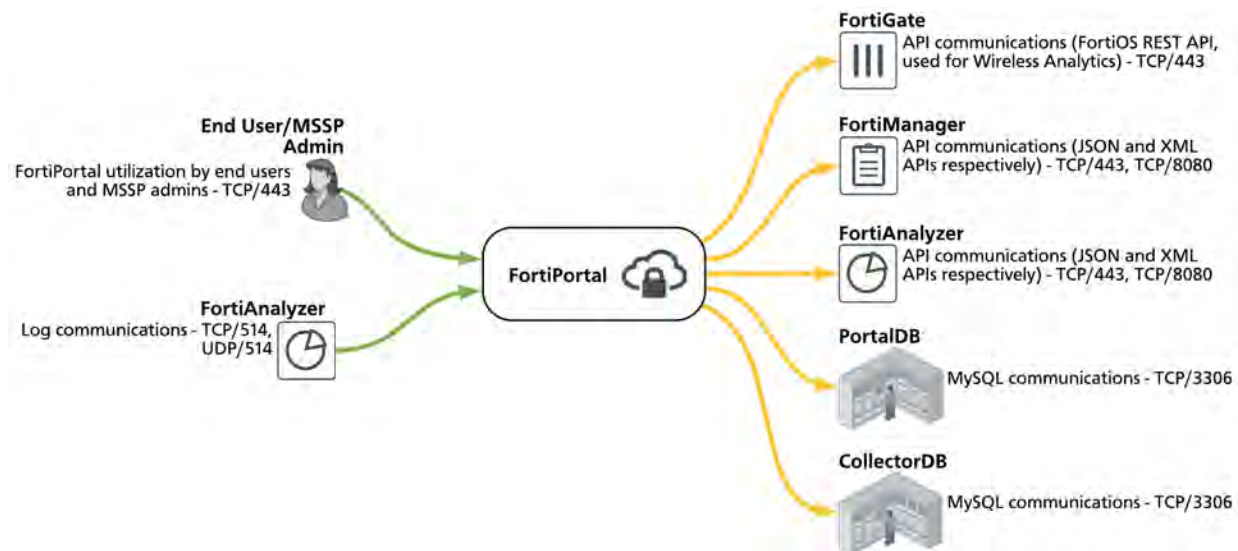 End User/MSSP
Admin
FortiPortal utilization by end users
and MSSP admins - TCP/443
FortiAnalyzer
Log communications - TCP/514,
UDP/514
FortiPortal
FortiGate
API communications (FortiOS REST API,
used for Wireless Analytics) - TCP/443
FortiManager
API communications (JSON and XML
APIs respectively) - TCP/443, TCP/8080
FortiAnalyzer
API communications (JSON and XML
APIs respectively) - TCP/443, TCP/8080
PortalDB
MySQL communications - TCP/3306
CollectorDB
MySQL communications - TCP/3306